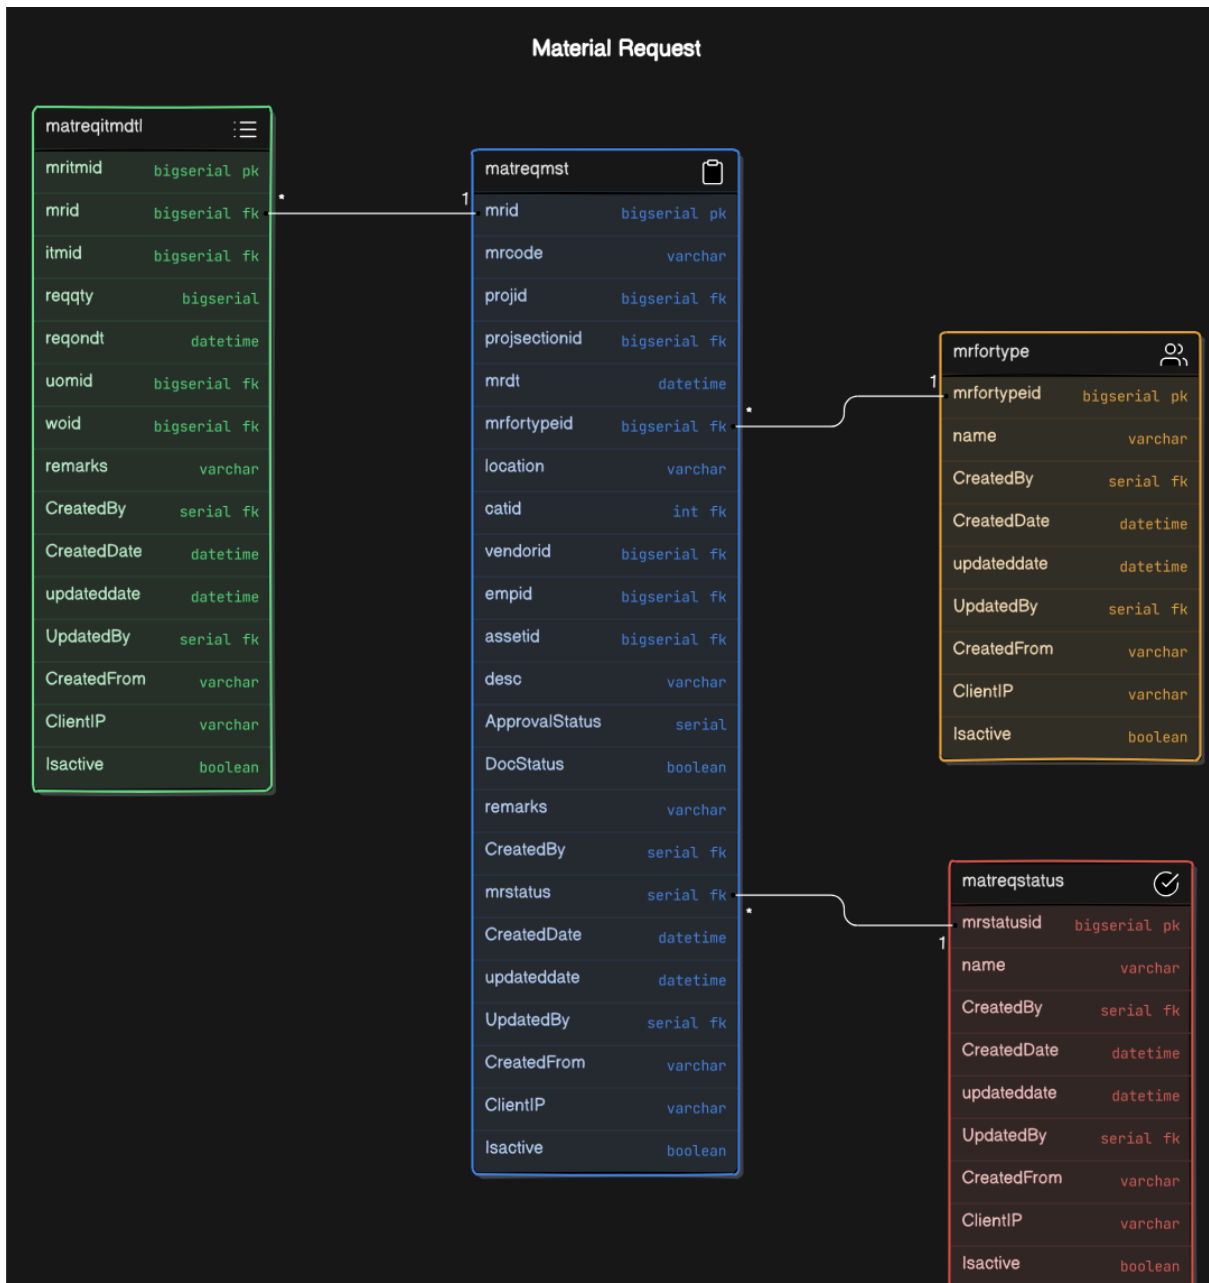 Material Request
matreqitmdtl
mritmid bigserial pk
mrid bigserial fk
itmid bigserial fk
reqqty bigserial
reqondt datetime
uomid bigserial fk
woid bigserial fk
remarks varchar
CreatedBy serial fk
CreatedDate datetime
updateddate datetime
UpdatedBy serial fk
CreatedFrom varchar
ClientIP varchar
Isactive boolean
* 1
matreqmst
mrid bigserial pk
mrcode varchar
projid bigserial fk
projsectionid bigserial fk
mrdt datetime
mrfortypeid bigserial fk
location varchar
catid int fk
vendorid bigserial fk
empid bigserial fk
assetid bigserial fk
desc varchar
ApprovalStatus serial
DocStatus boolean
remarks varchar
CreatedBy serial fk
mrstatus serial fk
CreatedDate datetime
updateddate datetime
UpdatedBy serial fk
CreatedFrom varchar
ClientIP varchar
Isactive boolean
* 1
mrfortype
mrfortypeid bigserial pk
name varchar
CreatedBy serial fk
CreatedDate datetime
updateddate datetime
UpdatedBy serial fk
CreatedFrom varchar
ClientIP varchar
Isactive boolean
* 1
matreqstatus
mrstatusid bigserial pk
name varchar
CreatedBy serial fk
CreatedDate datetime
updateddate datetime
UpdatedBy serial fk
CreatedFrom varchar
ClientIP varchar
Isactive boolean